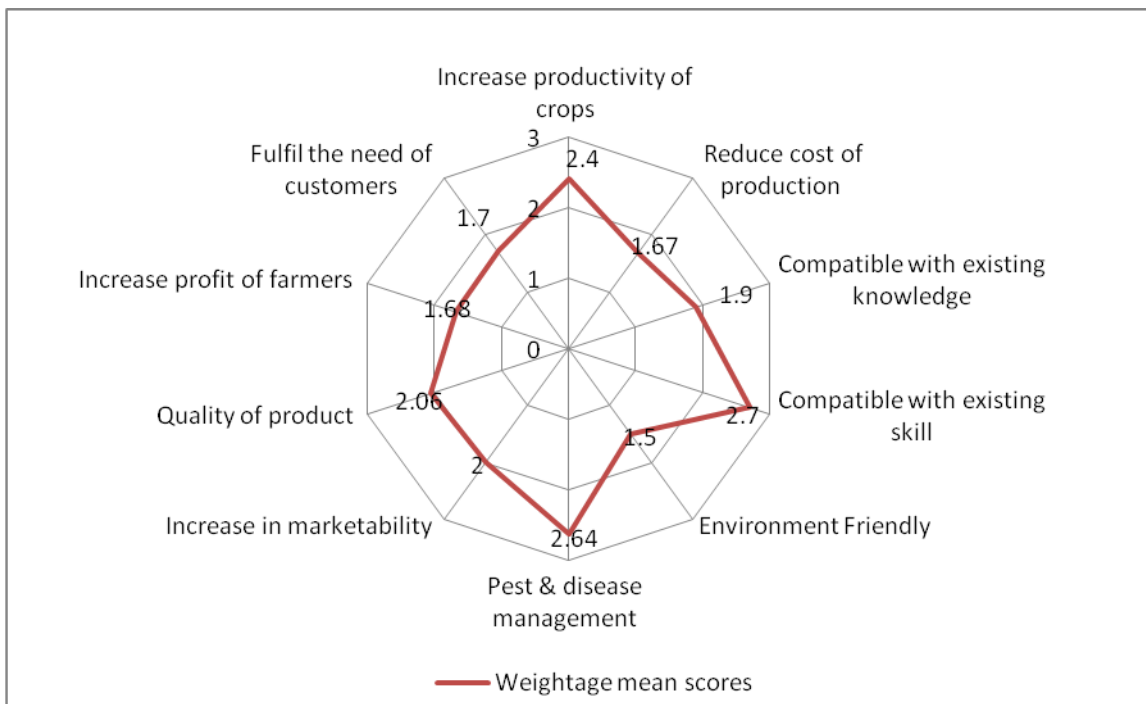 Increase productivity of
crops
3
2.4
Fulfil the need of
customers
Reduce cost of
production
1.7
2
1.67
Increase profit of farmers
Compatible with existing
knowledge
1.68
1
1.9
0
Quality of product
2.06
Compatible with existing
skill
2.7
1.5
2
Increase in marketability
Environment Friendly
2.64
Pest & disease
management
Weightage mean scores